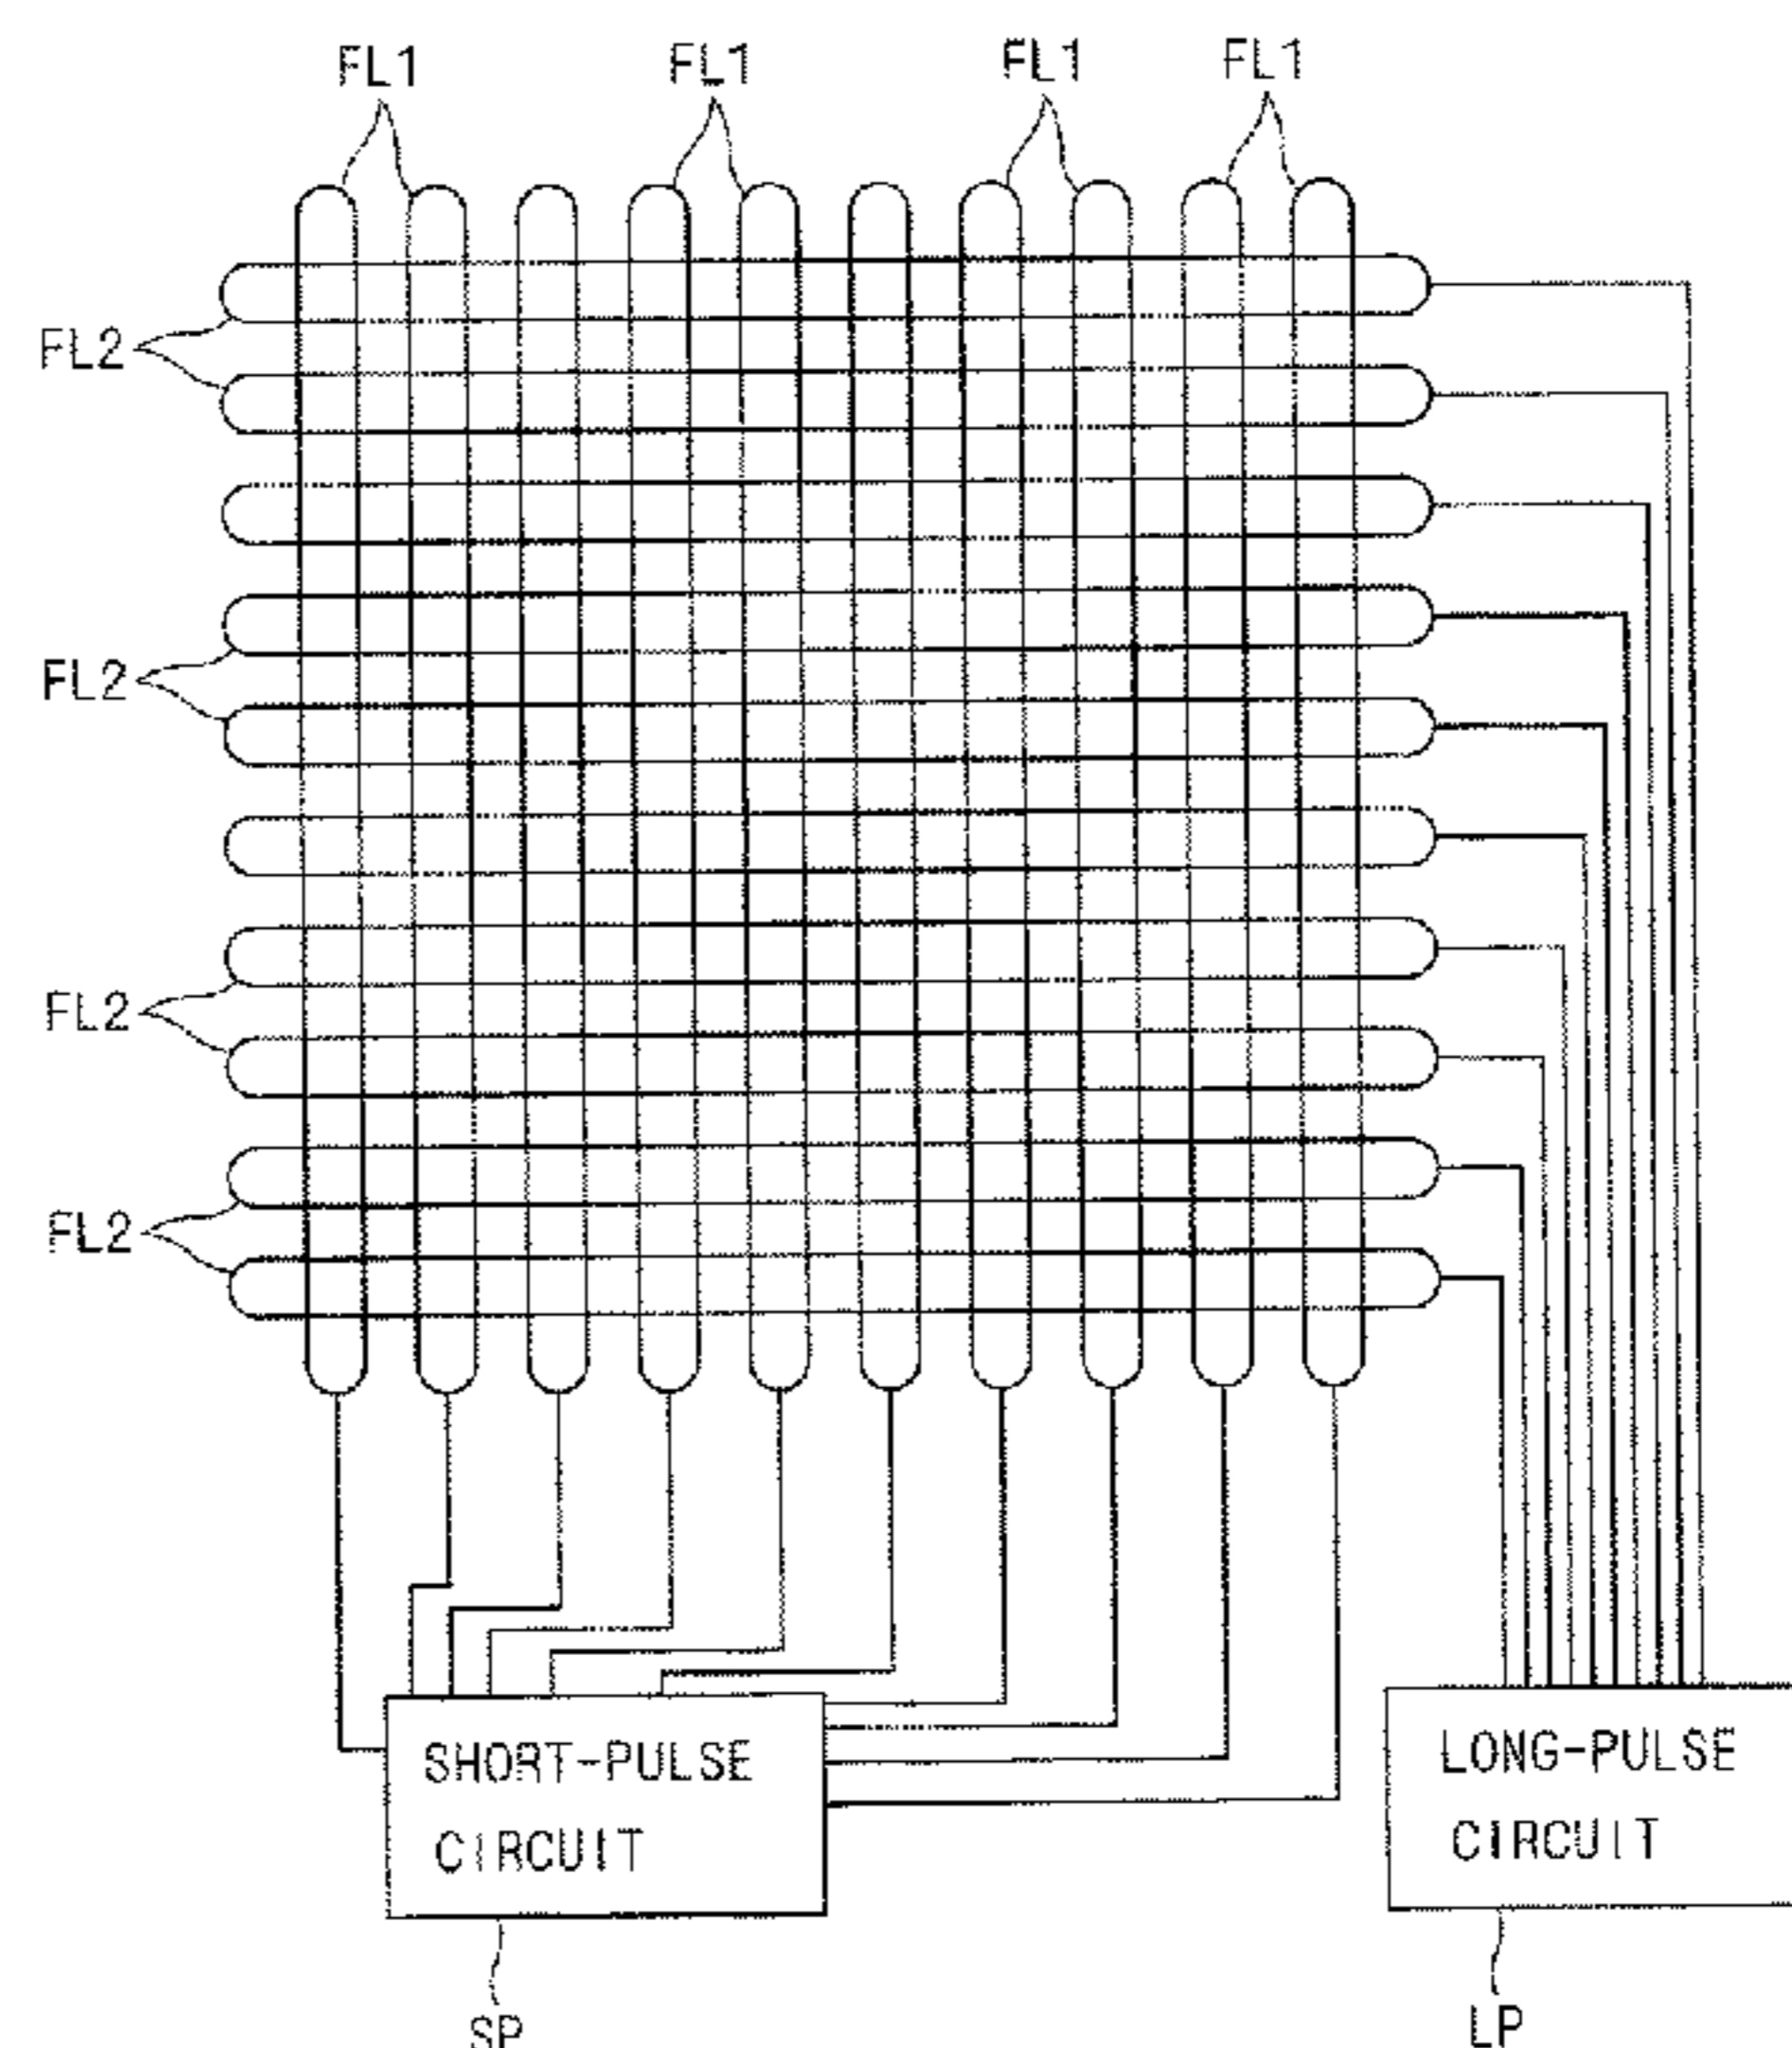 FL1 FL1 FL1 FL1
FL2
FL2
FL2
FL2
SHORT-PULSE
CIRCUIT
LONG-PULSE
CIRCUIT
SP
LP